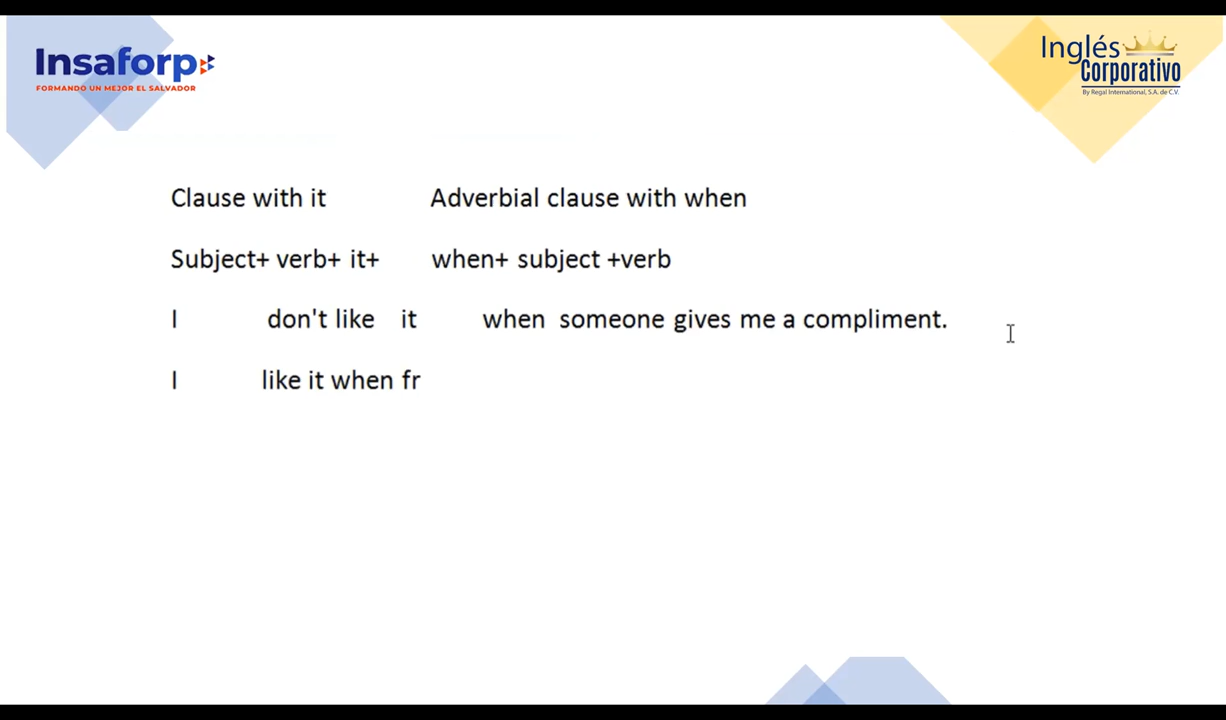 Insaforp
FORMANDO UN MEJOR EL SALVADOR
Inglés
Corporativo
By Regal International, S.A. de C.V.
Clause with it Adverbial clause with when
Subject+ verb+ it+ when+ subject +verb
I don't like it when someone gives me a compliment.
I like it when fr